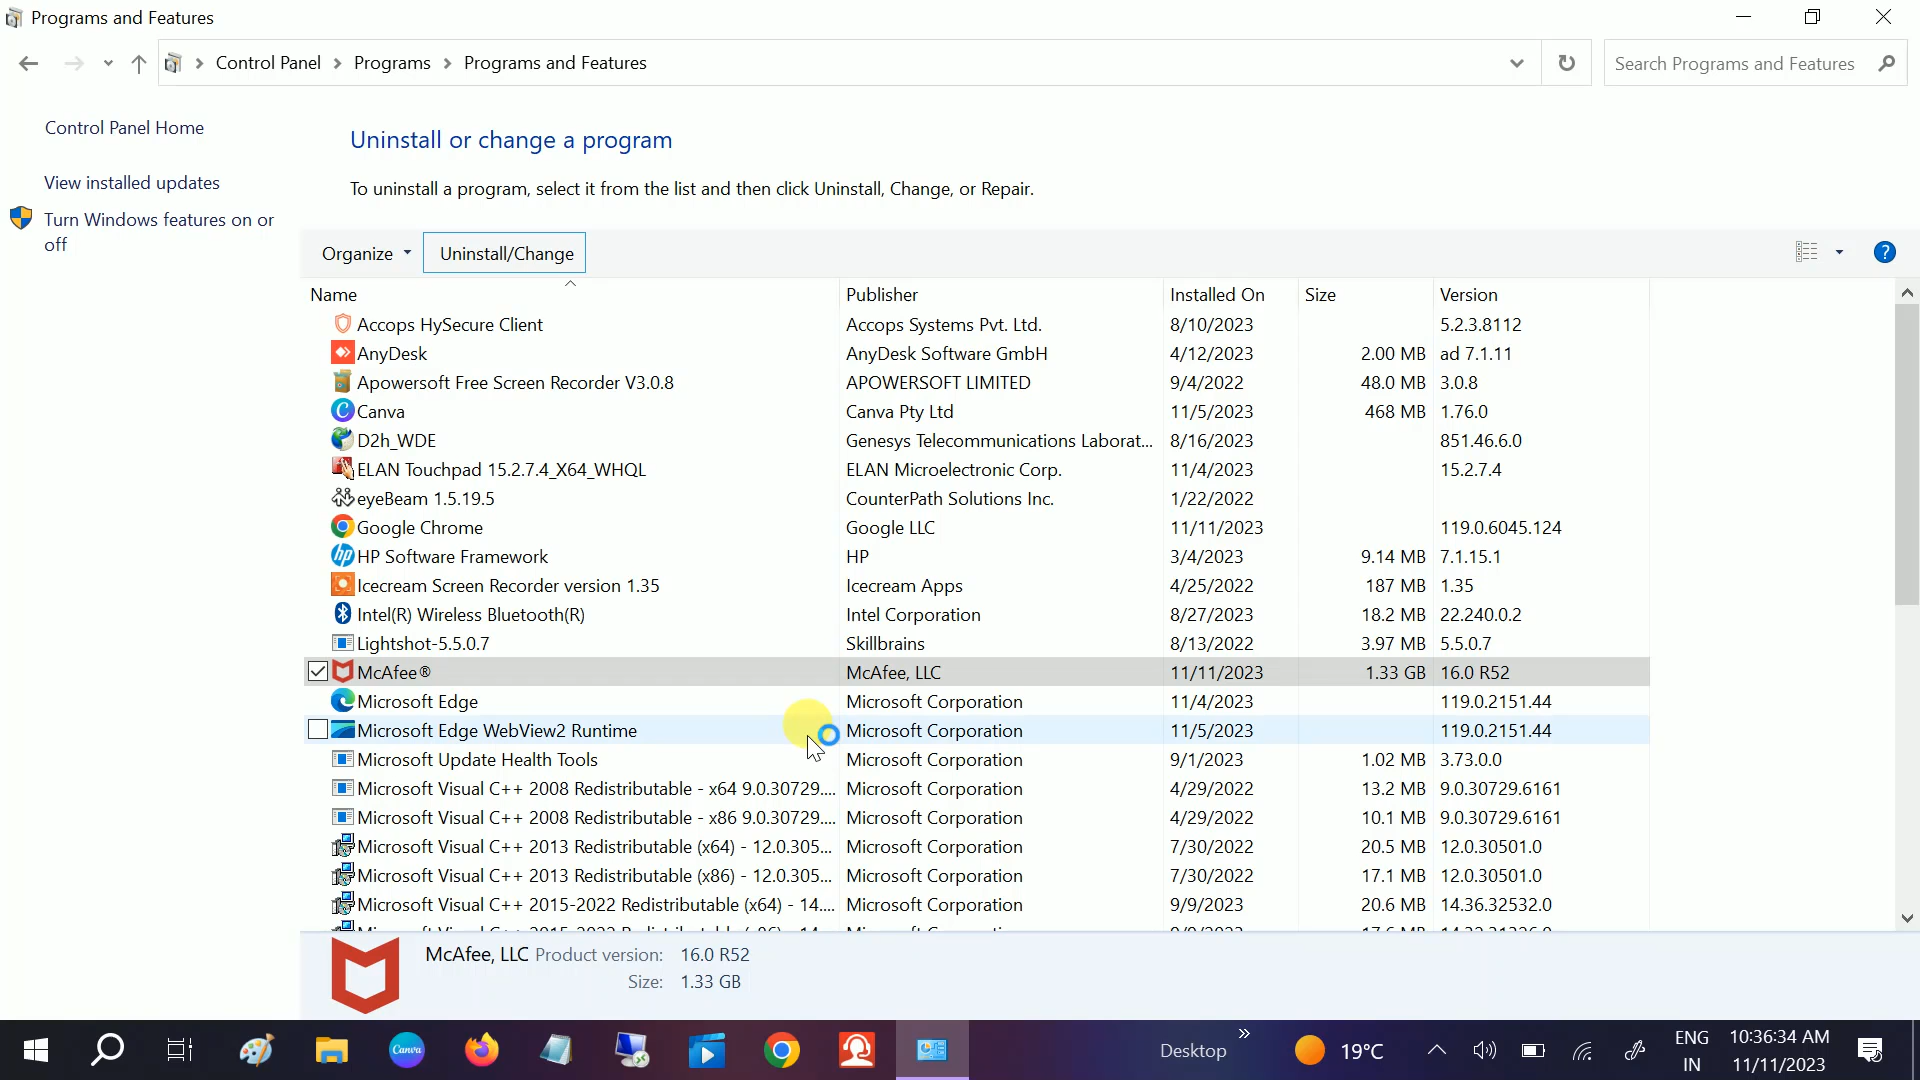 Programs and Features
Control Panel
Programs
Programs and Features
Search Programs and Features
Control Panel Home
View installed updates
Turn Windows features on or
off
Uninstall or change a program
To uninstall a program, select it from the list and then click Uninstall, Change, or Repair.
Organize
Uninstall/Change
Name Publisher Installed On Size Version
Accops HySecure Client Accops Systems Pvt. Ltd. 8/10/2023 5.2.3.8112
AnyDesk AnyDesk Software GmbH 4/12/2023 2.00 MB ad 7.1.11
Apowersoft Free Screen Recorder V3.0.8 APOWERSOFT LIMITED 9/4/2022 48.0 MB 3.0.8
Canva Canva Pty Ltd 11/5/2023 468 MB 1.76.0
D2h_WDE Genesys Telecommunications Laborat... 8/16/2023 851.46.6.0
ELAN Touchpad 15.2.7.4_X64_WHQL ELAN Microelectronic Corp. 11/4/2023 15.2.7.4
eyeBeam 1.5.19.5 CounterPath Solutions Inc. 1/22/2022
Google Chrome Google LLC 11/11/2023 119.0.6045.124
HP Software Framework HP 3/4/2023 9.14 MB 7.1.15.1
Icecream Screen Recorder version 1.35 Icecream Apps 4/25/2022 187 MB 1.35
Intel(R) Wireless Bluetooth(R) Intel Corporation 8/27/2023 18.2 MB 22.240.0.2
Lightshot-5.5.0.7 Skillbrains 8/13/2022 3.97 MB 5.5.0.7
McAfee® McAfee, LLC 11/11/2023 1.33 GB 16.0 R52
Microsoft Edge Microsoft Corporation 11/4/2023 119.0.2151.44
Microsoft Edge WebView2 Runtime Microsoft Corporation 11/5/2023 119.0.2151.44
Microsoft Update Health Tools Microsoft Corporation 9/1/2023 1.02 MB 3.73.0.0
Microsoft Visual C++ 2008 Redistributable - x64 9.0.30729.... Microsoft Corporation 4/29/2022 13.2 MB 9.0.30729.6161
Microsoft Visual C++ 2008 Redistributable - x86 9.0.30729.... Microsoft Corporation 4/29/2022 10.1 MB 9.0.30729.6161
Microsoft Visual C++ 2013 Redistributable (x64) - 12.0.305... Microsoft Corporation 7/30/2022 20.5 MB 12.0.30501.0
Microsoft Visual C++ 2013 Redistributable (x86) - 12.0.305... Microsoft Corporation 7/30/2022 17.1 MB 12.0.30501.0
Microsoft Visual C++ 2015-2022 Redistributable (x64) - 14.... Microsoft Corporation 9/9/2023 20.6 MB 14.36.32532.0
McAfee, LLC Product version: 16.0 R52
Size: 1.33 GB
Canva
Desktop
19°C
ENG
IN
10:36:34 AM
11/11/2023